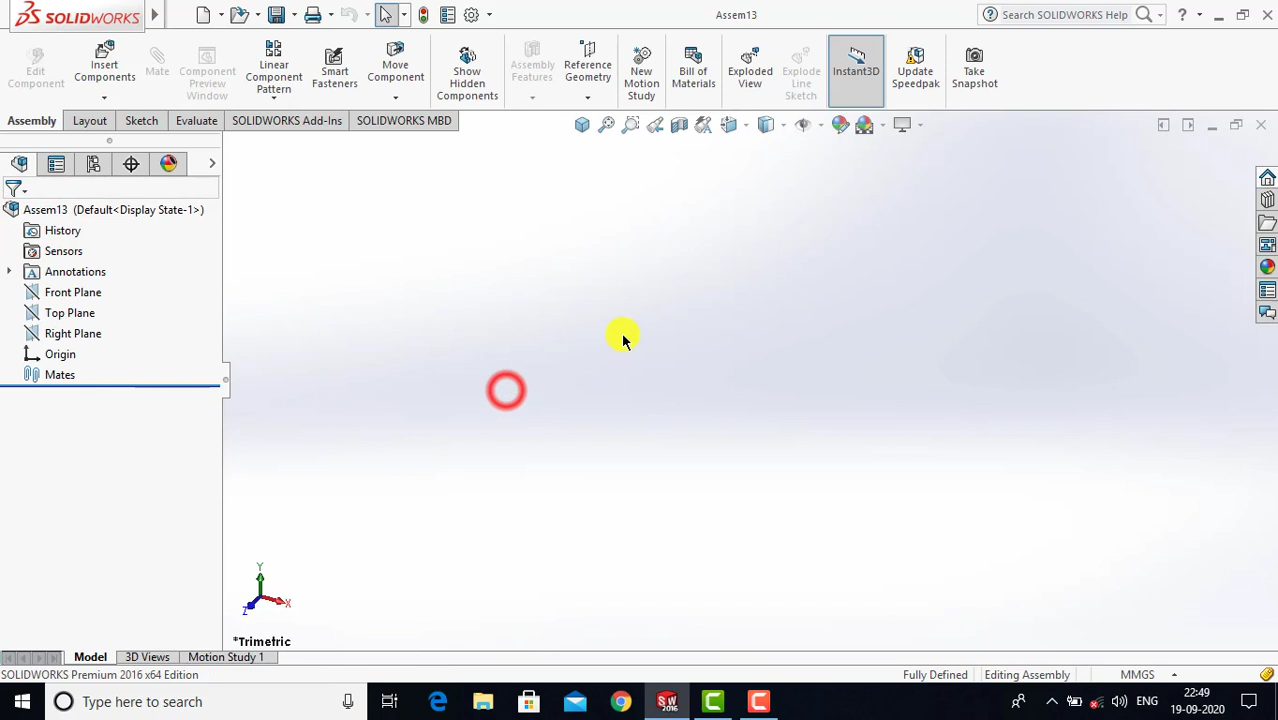 SOLIDWORKS
Assem13
Search SOLIDWORKS Help
?
Edit Component
Insert Components
Mate
Component Preview Window
Linear Component Pattern
Smart Fasteners
Move Component
Show Hidden Components
Assembly Features
Reference Geometry
New Motion Study
Bill of Materials
Exploded View
Explode Line Sketch
Instant3D
Update Speedpak
Take Snapshot
Assembly
Layout
Sketch
Evaluate
SOLIDWORKS Add-Ins
SOLIDWORKS MBD
Assem13 (Default<Display State-1>)
History
Sensors
Annotations
Front Plane
Top Plane
Right Plane
Origin
Mates
Y
X
Z
*Trimetric
Model
3D Views
Motion Study 1
SOLIDWORKS Premium 2016 x64 Edition
Fully Defined
Editing Assembly
MMGS
Type here to search
SW
2016
ENG
22:49
19-09-2020